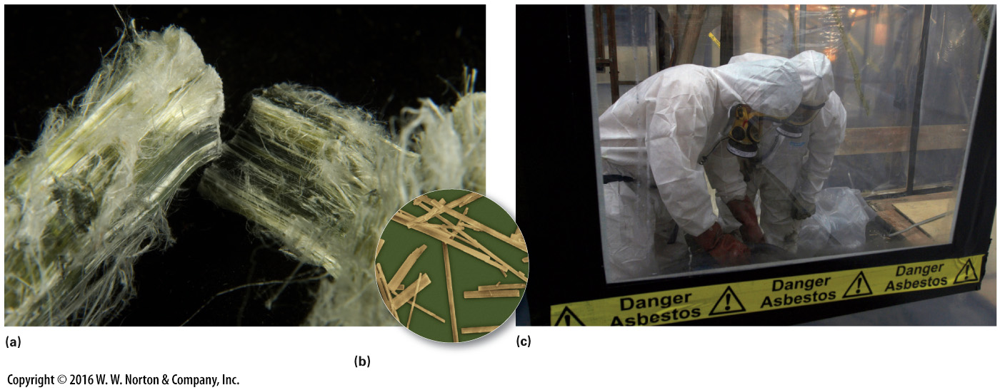 Danger
Asbestos
Danger
Asbestos
Danger
Asbestos
(a)
(b)
(c)
Copyright © 2016 W. W. Norton & Company, Inc.